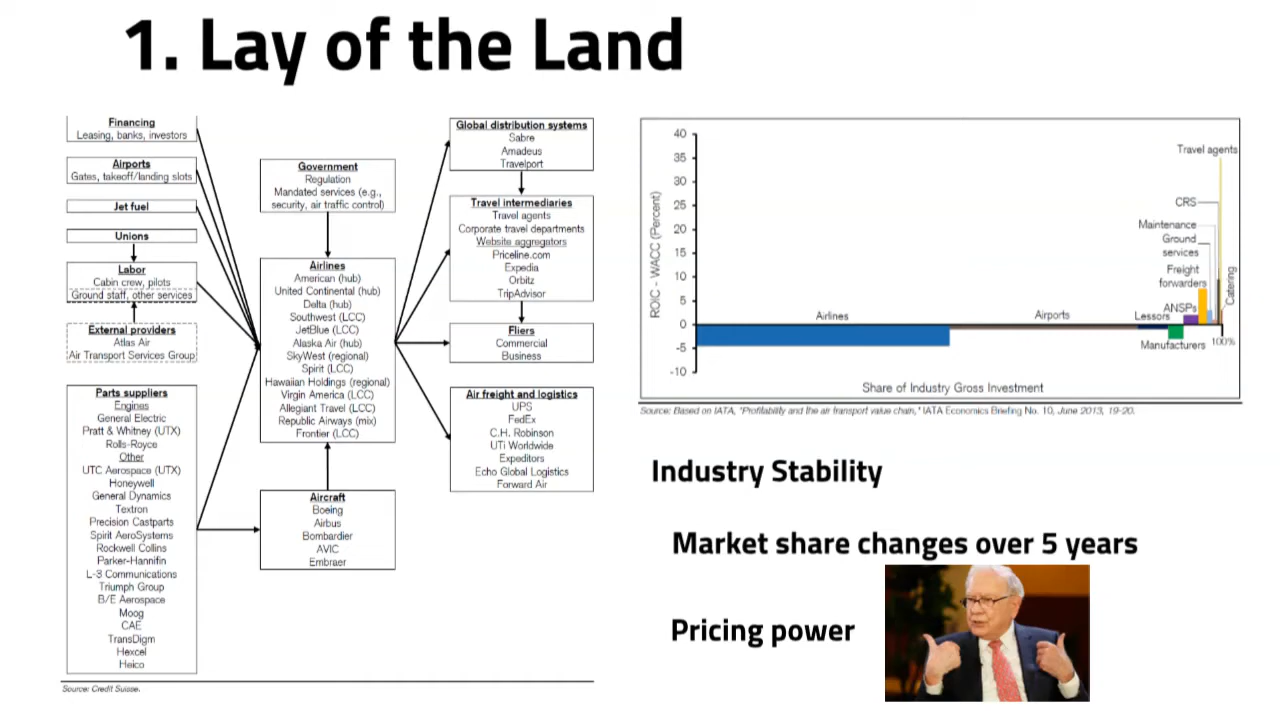 1. Lay of the Land
Financing
Leasing, banks, investors
Airports
Gates, takeoff/landing slots
Jet fuel
Unions
Labor
Cabin crew, pilots
Ground staff, other services
External providers
Atlas Air
Air Transport Services Group
Parts suppliers
Engines
General Electric
Pratt & Whitney (UTX)
Rolls-Royce
Other
UTC Aerospace (UTX)
Honeywell
General Dynamics
Textron
Precision Castparts
Spirit AeroSystems
Rockwell Collins
Parker-Hannifin
L-3 Communications
Triumph Group
B/E Aerospace
Moog
CAE
TransDigm
Hexcel
Heico
Government
Regulation
Mandated services (e.g.,
security, air traffic control)
Airlines
American (hub)
United Continental (hub)
Delta (hub)
Southwest (LCC)
JetBlue (LCC)
Alaska Air (hub)
SkyWest (regional)
Spirit (LCC)
Hawaiian Holdings (regional)
Virgin America (LCC)
Allegiant Travel (LCC)
Republic Airways (mix)
Frontier (LCC)
Aircraft
Boeing
Airbus
Bombardier
AVIC
Embraer
Global distribution systems
Sabre
Amadeus
Travelport
Travel intermediaries
Travel agents
Corporate travel departments
Website aggregators
Priceline.com
Expedia
Orbitz
TripAdvisor
Fliers
Commercial
Business
Air freight and logistics
UPS
FedEx
C.H. Robinson
UTi Worldwide
Expeditors
Echo Global Logistics
Forward Air
Source: Credit Suisse.
ROIC - WACC (Percent)
40
35
30
25
20
15
10
5
0
-5
-10
Airlines
Airports
Lessors
Manufacturers
ANSPs
Freight
forwarders
Ground
services
Maintenance
CRS
Travel agents
Catering
100%
Share of Industry Gross Investment
Source: Based on IATA, "Profitability and the air transport value chain," IATA Economics Briefing No. 10, June 2013, 19-20.
Industry Stability
Market share changes over 5 years
Pricing power